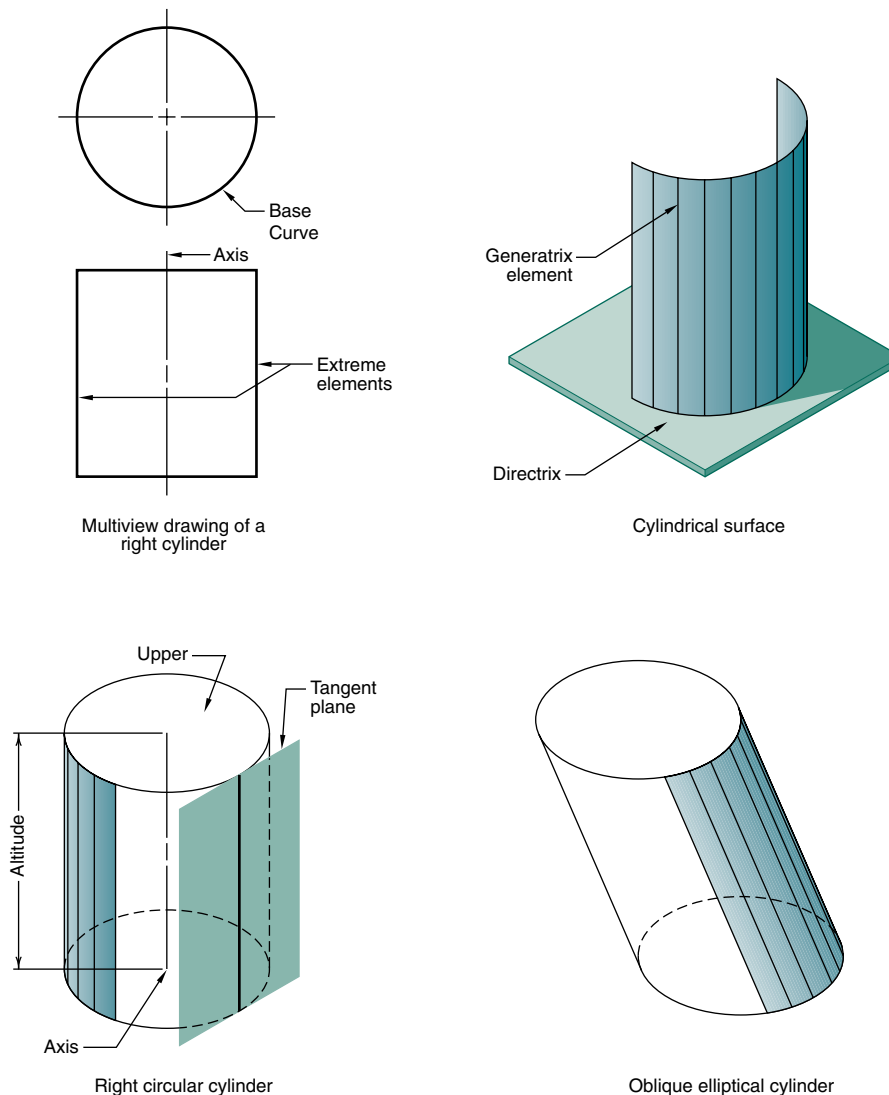 Base
Curve
Axis
Extreme
elements
Multiview drawing of a
right cylinder
Generatrix
element
Directrix
Cylindrical surface
Upper
Tangent
plane
Altitude
Axis
Right circular cylinder
Oblique elliptical cylinder